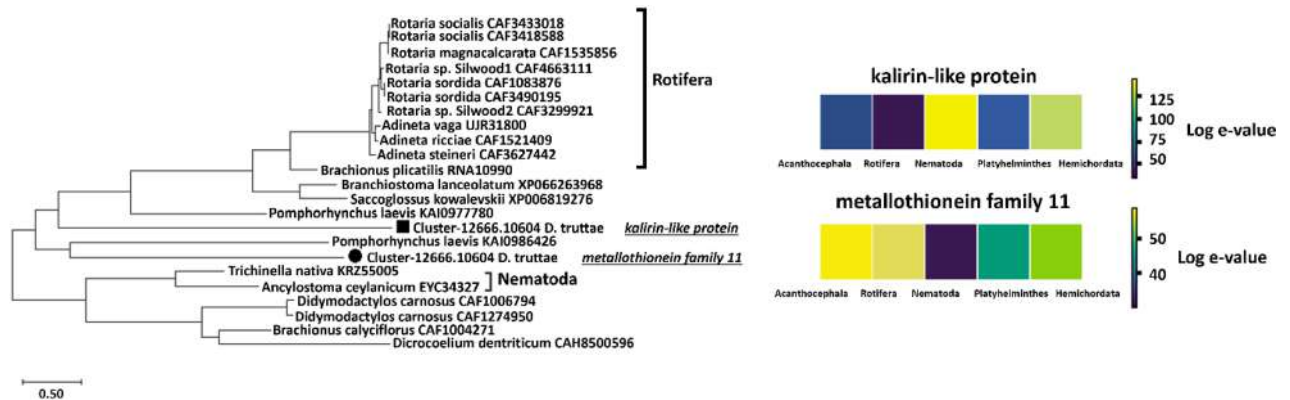 Rotaria socialis CAF3433018
Rotaria socialis CAF3418588
Rotaria magnacalcarata CAF1535856
Rotaria sp. Silwood1 CAF4663111
Rotaria sordida CAF1083876
Rotaria sordida CAF3490195
Rotaria sp. Silwood2 CAF3299921
Adineta vaga UJR31800
Adineta ricciae CAF1521409
Adineta steineri CAF3627442
Brachionus plicatilis RNA10990
Branchiostoma lanceolatum XP066263968
Saccoglossus kowalevskii XP006819276
Pomphorhynchus laevis KAI0977780
Cluster-12666.10604 D. truttae kalirin-like protein
Pomphorhynchus laevis KAI0986426
Cluster-12666.10604 D. truttae metallothionein family 11
Trichinella nativa KRZ55005
Ancylostoma ceylanicum EYC34327
Didymodactylos carnosus CAF1006794
Didymodactylos carnosus CAF1274950
Brachionus calyciflorus CAF1004271
Dicrocoelium dentriticum CAH8500596
Rotifera
Nematoda
0.50
kalirin-like protein
Acanthocephala Rotifera Nematoda Platyhelminthes Hemichordata
125
100
75
50
Log e-value
metallothionein family 11
Acanthocephala Rotifera Nematoda Platyhelminthes Hemichordata
50
40
Log e-value